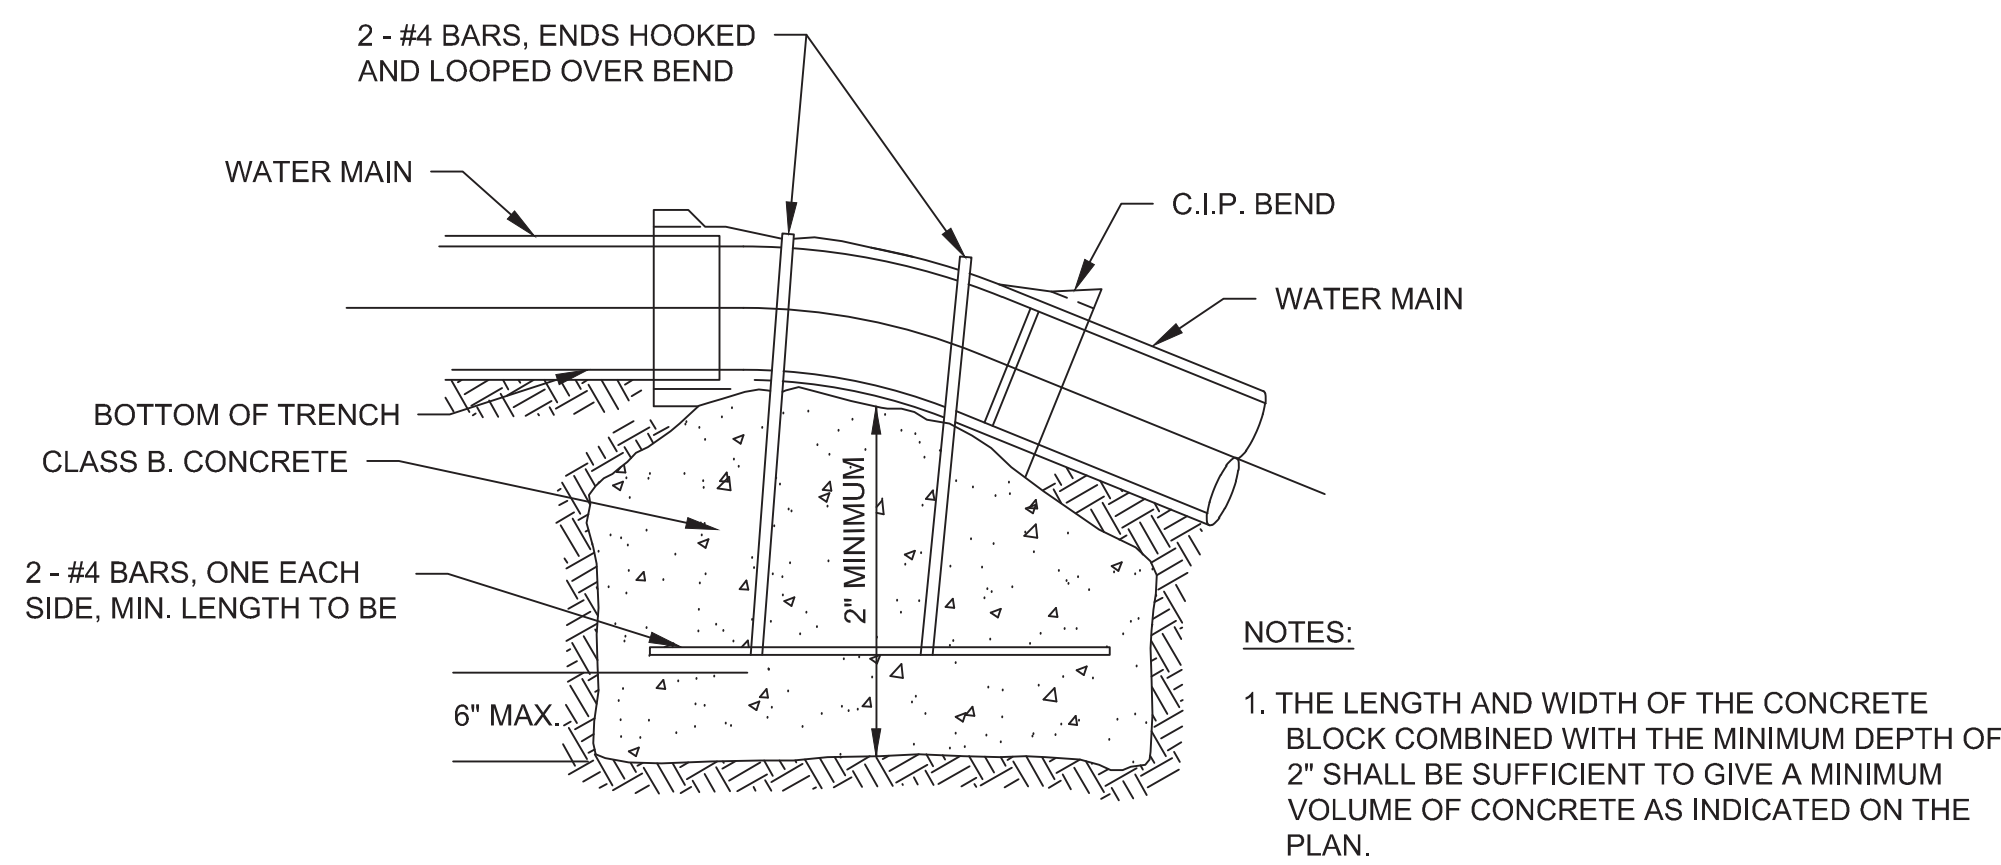 2 - #4 BARS, ENDS HOOKED
AND LOOPED OVER BEND
WATER MAIN
C.I.P. BEND
WATER MAIN
BOTTOM OF TRENCH
CLASS B. CONCRETE
2" MINIMUM
2 - #4 BARS, ONE EACH
SIDE, MIN. LENGTH TO BE
6" MAX.
NOTES:
1. THE LENGTH AND WIDTH OF THE CONCRETE
BLOCK COMBINED WITH THE MINIMUM DEPTH OF
2" SHALL BE SUFFICIENT TO GIVE A MINIMUM
VOLUME OF CONCRETE AS INDICATED ON THE
PLAN.